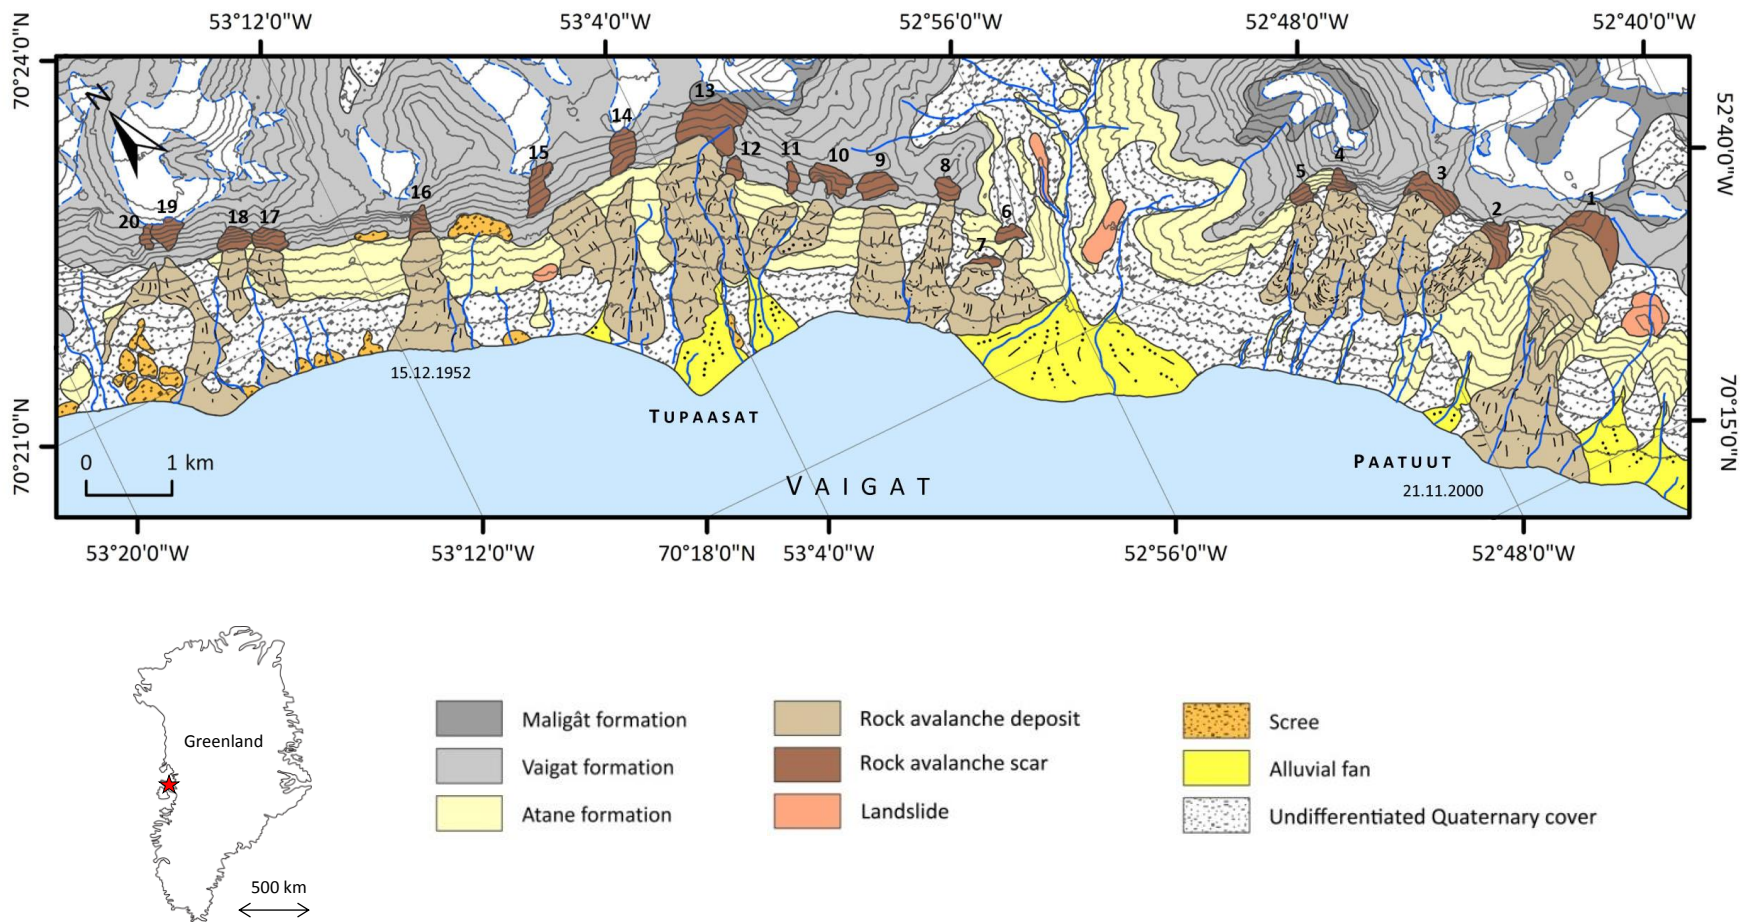 53°12'0"W
53°4'0"W
52°56'0"W
52°48'0"W
52°40'0"W
70°24'0"N
52°40'0"W
N
13
14
15
12
11
10
9
8
5
4
3
16
20
19
18
17
6
7
2
1
15.12.1952
TUPAASAT
70°21'0"N
70°15'0"N
0 1 km
VAIGAT
PAATUUT
21.11.2000
53°20'0"W
53°12'0"W
70°18'0"N
53°4'0"W
52°56'0"W
52°48'0"W
Greenland
500 km
Maligât formation
Vaigat formation
Atane formation
Rock avalanche deposit
Rock avalanche scar
Landslide
Scree
Alluvial fan
Undifferentiated Quaternary cover